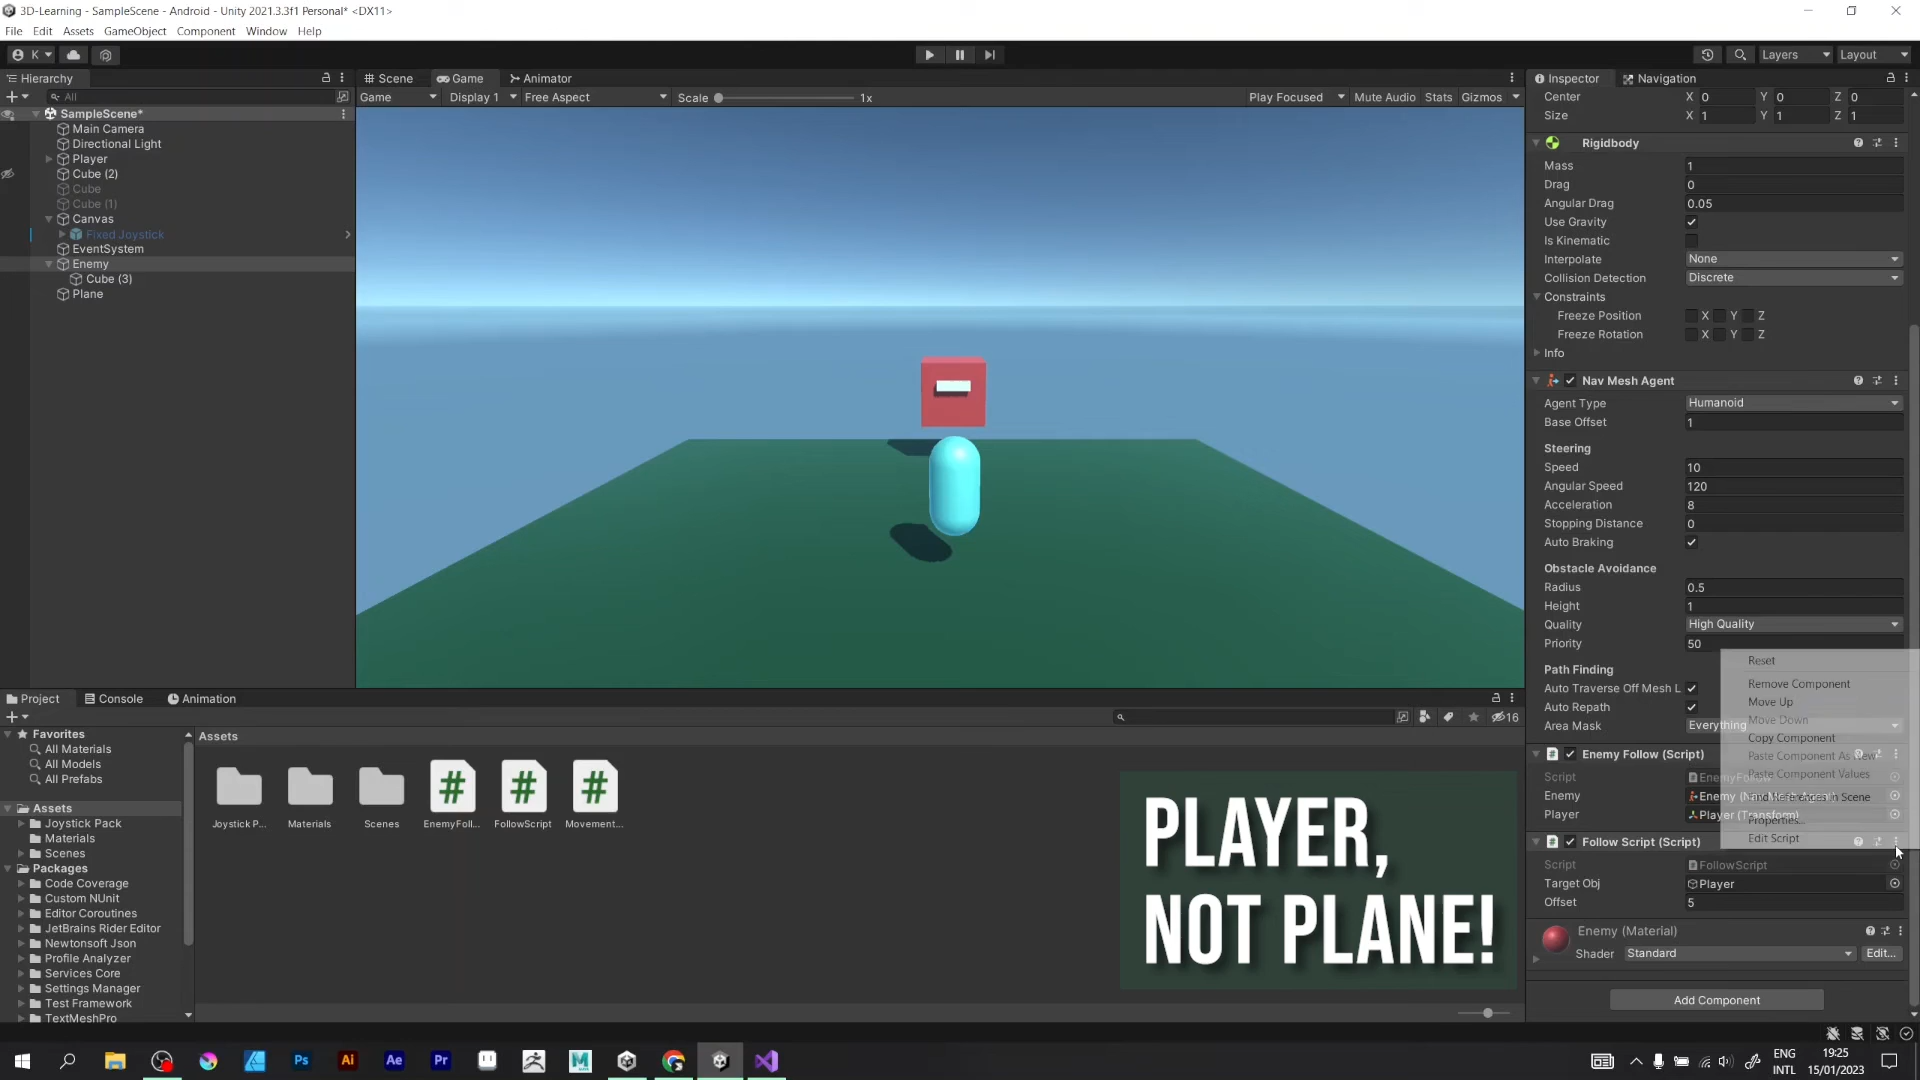 3D-Learning - SampleScene - Android - Unity 2021.3.3f1 Personal* <DX11>
File Edit Assets GameObject Component Window Help
K Layers Layout
Hierarchy
All
SampleScene*
Main Camera
Directional Light
Player
Cube (2)
Cube
Cube (1)
Canvas
Fixed Joystick
EventSystem
Enemy
Cube (3)
Plane
Scene Game Animator
Game Display 1 Free Aspect Scale 1x Play Focused Mute Audio Stats Gizmos
Inspector Navigation
Center X 0 Y 0 Z 0
Size X 1 Y 1 Z 1
Rigidbody
Mass 1
Drag 0
Angular Drag 0.05
Use Gravity
Is Kinematic
Interpolate None
Collision Detection Discrete
Constraints
Freeze Position X Y Z
Freeze Rotation X Y Z
Info
Nav Mesh Agent
Agent Type Humanoid
Base Offset 1
Steering
Speed 10
Angular Speed 120
Acceleration 8
Stopping Distance 0
Auto Braking
Obstacle Avoidance
Radius 0.5
Height 1
Quality High Quality
Priority 50
Path Finding
Auto Traverse Off Mesh L
Auto Repath
Area Mask Everything
Enemy Follow (Script)
Script EnemyFollow
Enemy Enemy (Nav Mesh Agent)
Player Player (Transform)
Follow Script (Script)
Script FollowScript
Target Obj Player
Offset 5
Enemy (Material)
Shader Standard Edit...
Add Component
Reset
Remove Component
Move Up
Move Down
Copy Component
Paste Component As New
Paste Component Values
Properties...
Edit Script
Project Console Animation
16
Favorites
All Materials
All Models
All Prefabs
Assets
Joystick Pack
Materials
Scenes
Packages
Code Coverage
Custom NUnit
Editor Coroutines
JetBrains Rider Editor
Newtonsoft Json
Profile Analyzer
Services Core
Settings Manager
Test Framework
TextMeshPro
Assets
Joystick P... Materials Scenes EnemyFoll... FollowScript Movement...
PLAYER,
NOT PLANE!
Ps Ai Ae Pr M
ENG
INTL
19:25
15/01/2023